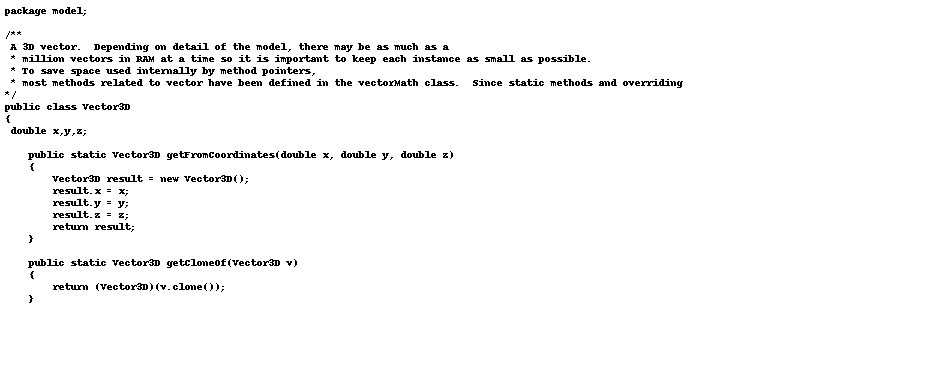 package model;

/**
 A 3D vector.  Depending on detail of the model, there may be as much as a
 * million vectors in RAM at a time so it is important to keep each instance as small as possible.
 * To save space used internally by method pointers,
 * most methods related to vector have been defined in the vectorMath class.  Since static methods and overriding
*/
public class Vector3D
{
 double x,y,z;

    public static Vector3D getFromCoordinates(double x, double y, double z)
    {
        Vector3D result = new Vector3D();
        result.x = x;
        result.y = y;
        result.z = z;
        return result;
    }

    public static Vector3D getCloneOf(Vector3D v)
    {
        return (Vector3D)(v.clone());
    }